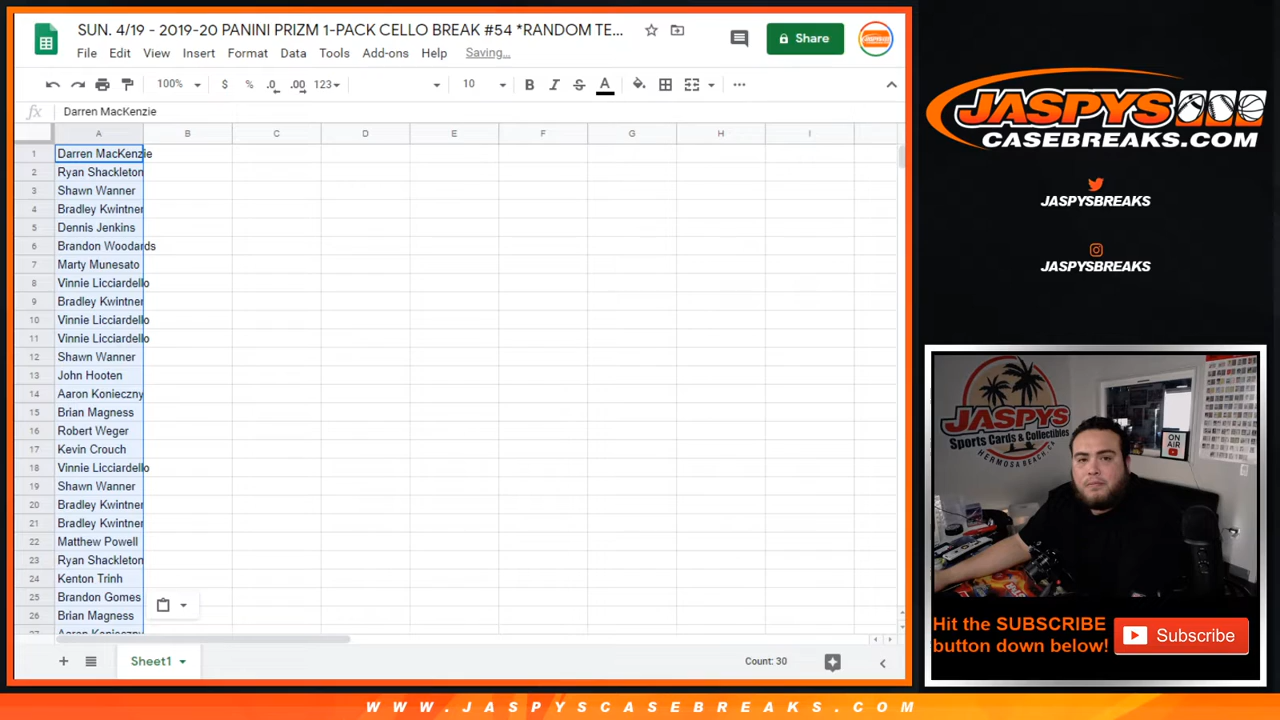 SUN. 4/19 - 2019-20 PANINI PRIZM 1-PACK CELLO BREAK #54 *RANDOM TE...
File Edit View Insert Format Data Tools Add-ons Help Saving...
Share
100% $ % .0 .00 123 10 B I S A
fx Darren MacKenzie
A B C D E F G H I
1 Darren MacKenzie
2 Ryan Shackleton
3 Shawn Wanner
4 Bradley Kwintner
5 Dennis Jenkins
6 Brandon Woodards
7 Marty Munesato
8 Vinnie Licciardello
9 Bradley Kwintner
10 Vinnie Licciardello
11 Vinnie Licciardello
12 Shawn Wanner
13 John Hooten
14 Aaron Konieczny
15 Brian Magness
16 Robert Weger
17 Kevin Crouch
18 Vinnie Licciardello
19 Shawn Wanner
20 Bradley Kwintner
21 Bradley Kwintner
22 Matthew Powell
23 Ryan Shackleton
24 Kenton Trinh
25 Brandon Gomes
26 Brian Magness
27 Aaron Konieczny
Sheet1
Count: 30
JASPYS
CASEBREAKS.COM
JASPYSBREAKS
JASPYSBREAKS
JASPYS
Sports Cards & Collectibles
HERMOSA BEACH, CA
ON
AIR
Hit the SUBSCRIBE
button down below!
Subscribe
WWW.JASPYSCASEBREAKS.COM